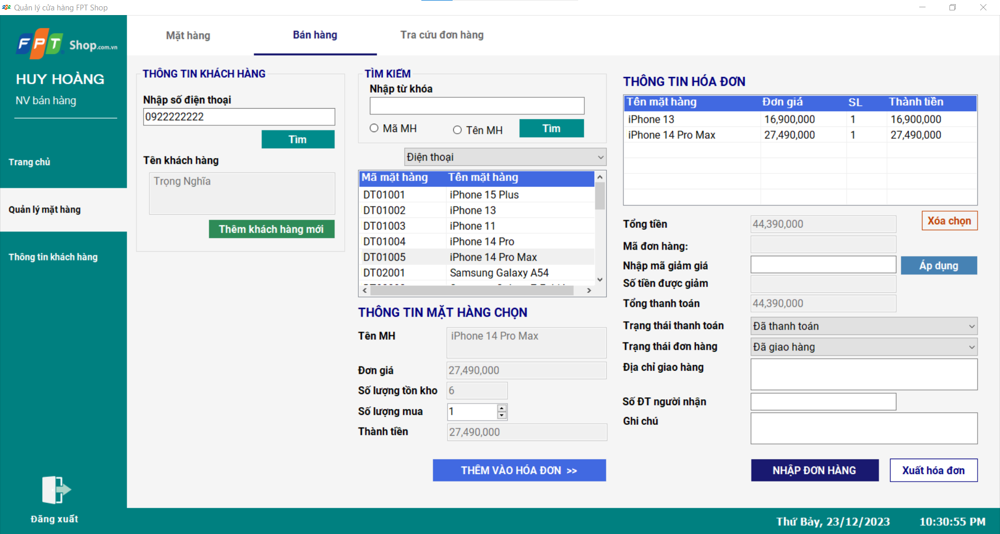 Quản lý cửa hàng FPT Shop
FPT Shop.com.vn
HUY HOÀNG
NV bán hàng
Trang chủ
Quản lý mặt hàng
Thông tin khách hàng
Đăng xuất
Mặt hàng
Bán hàng
Tra cứu đơn hàng
THÔNG TIN KHÁCH HÀNG
Nhập số điện thoại
0922222222
Tìm
Tên khách hàng
Trọng Nghĩa
Thêm khách hàng mới
TÌM KIẾM
Nhập từ khóa
Mã MH
Tên MH
Tìm
Điện thoại
Mã mặt hàng Tên mặt hàng
DT01001 iPhone 15 Plus
DT01002 iPhone 13
DT01003 iPhone 11
DT01004 iPhone 14 Pro
DT01005 iPhone 14 Pro Max
DT02001 Samsung Galaxy A54
THÔNG TIN MẶT HÀNG CHỌN
Tên MH iPhone 14 Pro Max
Đơn giá 27,490,000
Số lượng tồn kho 6
Số lượng mua 1
Thành tiền 27,490,000
THÊM VÀO HÓA ĐƠN >>
THÔNG TIN HÓA ĐƠN
Tên mặt hàng Đơn giá SL Thành tiền
iPhone 13 16,900,000 1 16,900,000
iPhone 14 Pro Max 27,490,000 1 27,490,000
Tổng tiền 44,390,000
Xóa chọn
Mã đơn hàng:
Nhập mã giảm giá
Áp dụng
Số tiền được giảm
Tổng thanh toán 44,390,000
Trạng thái thanh toán Đã thanh toán
Trạng thái đơn hàng Đã giao hàng
Địa chỉ giao hàng
Số ĐT người nhận
Ghi chú
NHẬP ĐƠN HÀNG
Xuất hóa đơn
Thứ Bảy, 23/12/2023 10:30:55 PM